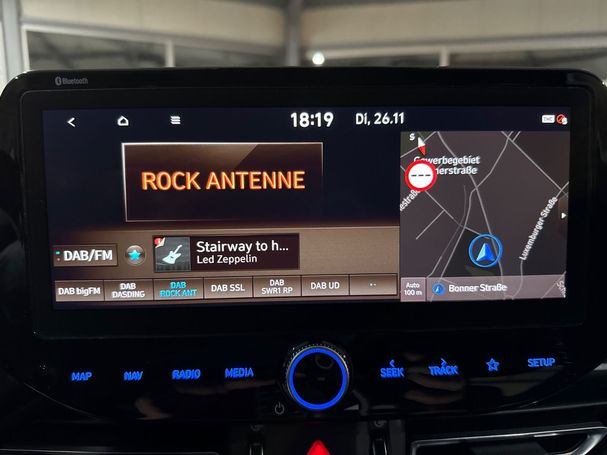 Bluetooth
18:19 Di, 26.11
ROCK ANTENNE
DAB/FM
Stairway to h...
Led Zeppelin
DAB bigFM
DAB DASDING
DAB ROCK ANT
DAB SSL
DAB SWR1 RP
DAB UD
--
S
Gewerbegebiet
---
Luxemburger Straße
Auto
100 m
Bonner Straße
MAP NAV RADIO MEDIA
SEEK TRACK SETUP